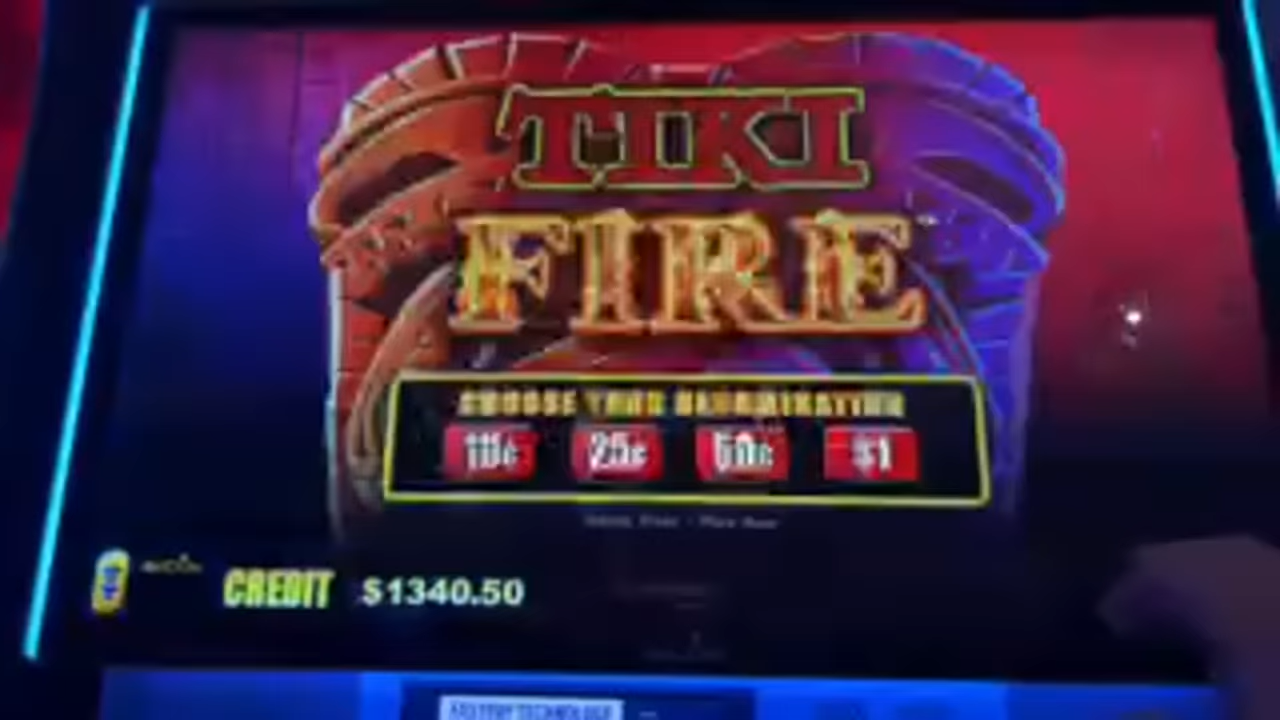 TIKI
FIRE
CHOOSE YOUR DENOMINATION
10¢ 25¢ 50¢ $1
CREDIT $1340.50